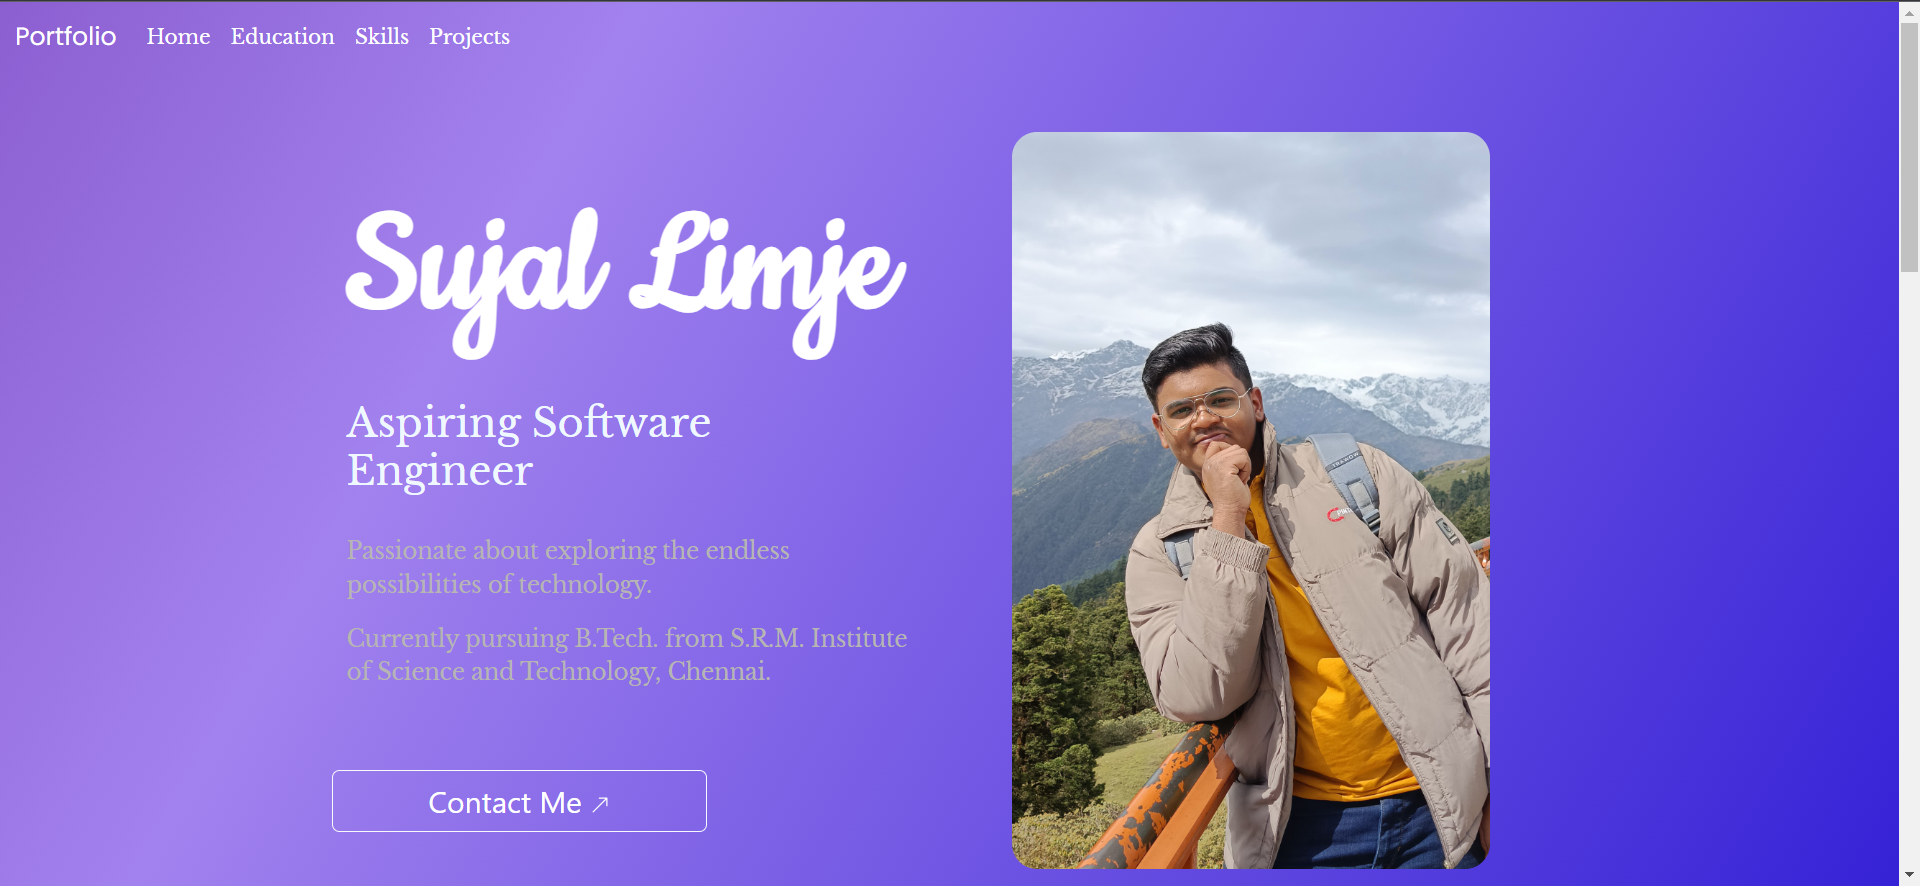 Portfolio Home Education Skills Projects
Sujal Limje
Aspiring Software
Engineer
Passionate about exploring the endless
possibilities of technology.
Currently pursuing B.Tech. from S.R.M. Institute
of Science and Technology, Chennai.
Contact Me ↗